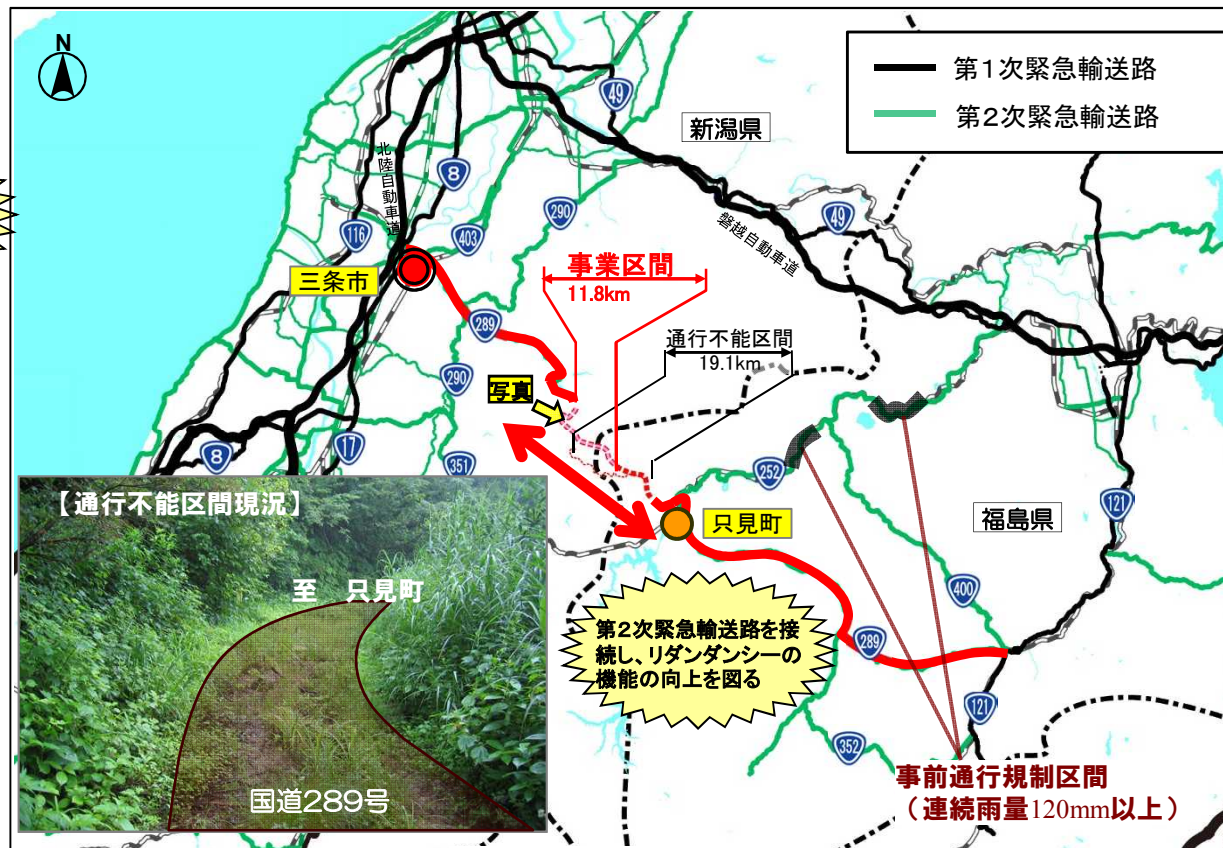 N
第1次緊急輸送路
第2次緊急輸送路
49
新潟県
北陸自動車道
8
290
116
403
49
磐越自動車道
三条市
事業区間
11.8km
289
通行不能区間
19.1km
290
写真
8
17
351
252
121
【通行不能区間現況】
至 只見町
国道289号
只見町
福島県
400
第2次緊急輸送路を接
続し、リダンダンシーの
機能の向上を図る
289
121
352
事前通行規制区間
(連続雨量120mm以上)